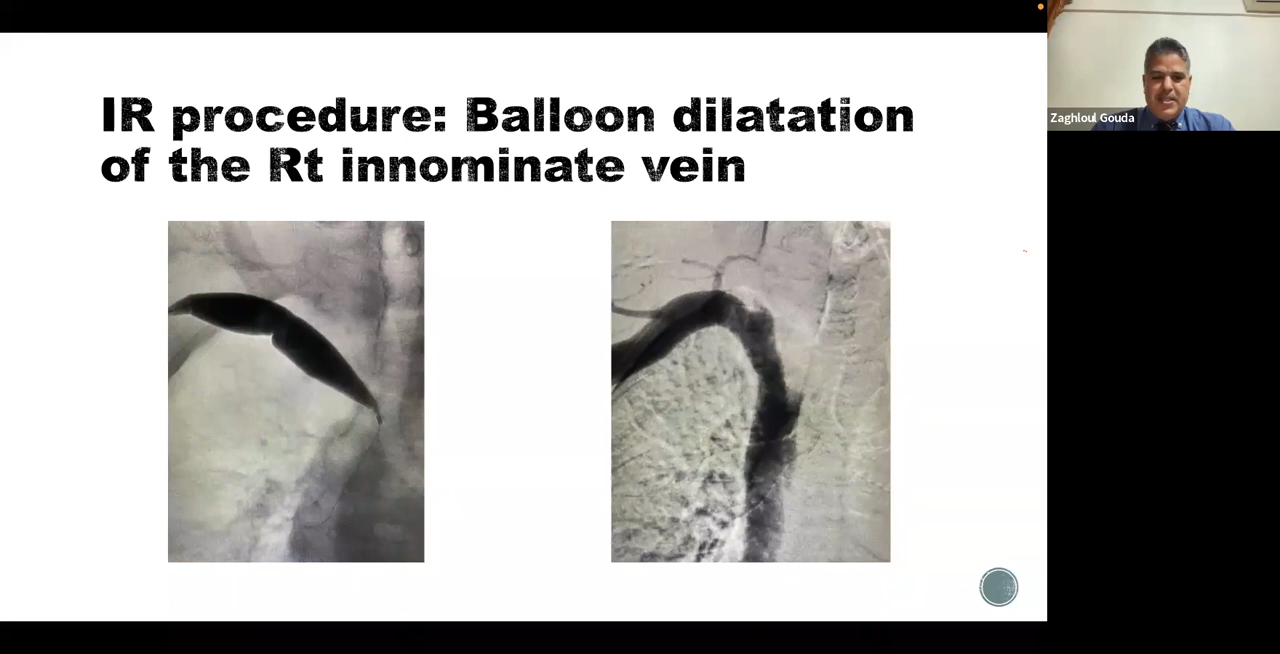 IR procedure: Balloon dilatation
of the Rt innominate vein
Zaghloul Gouda